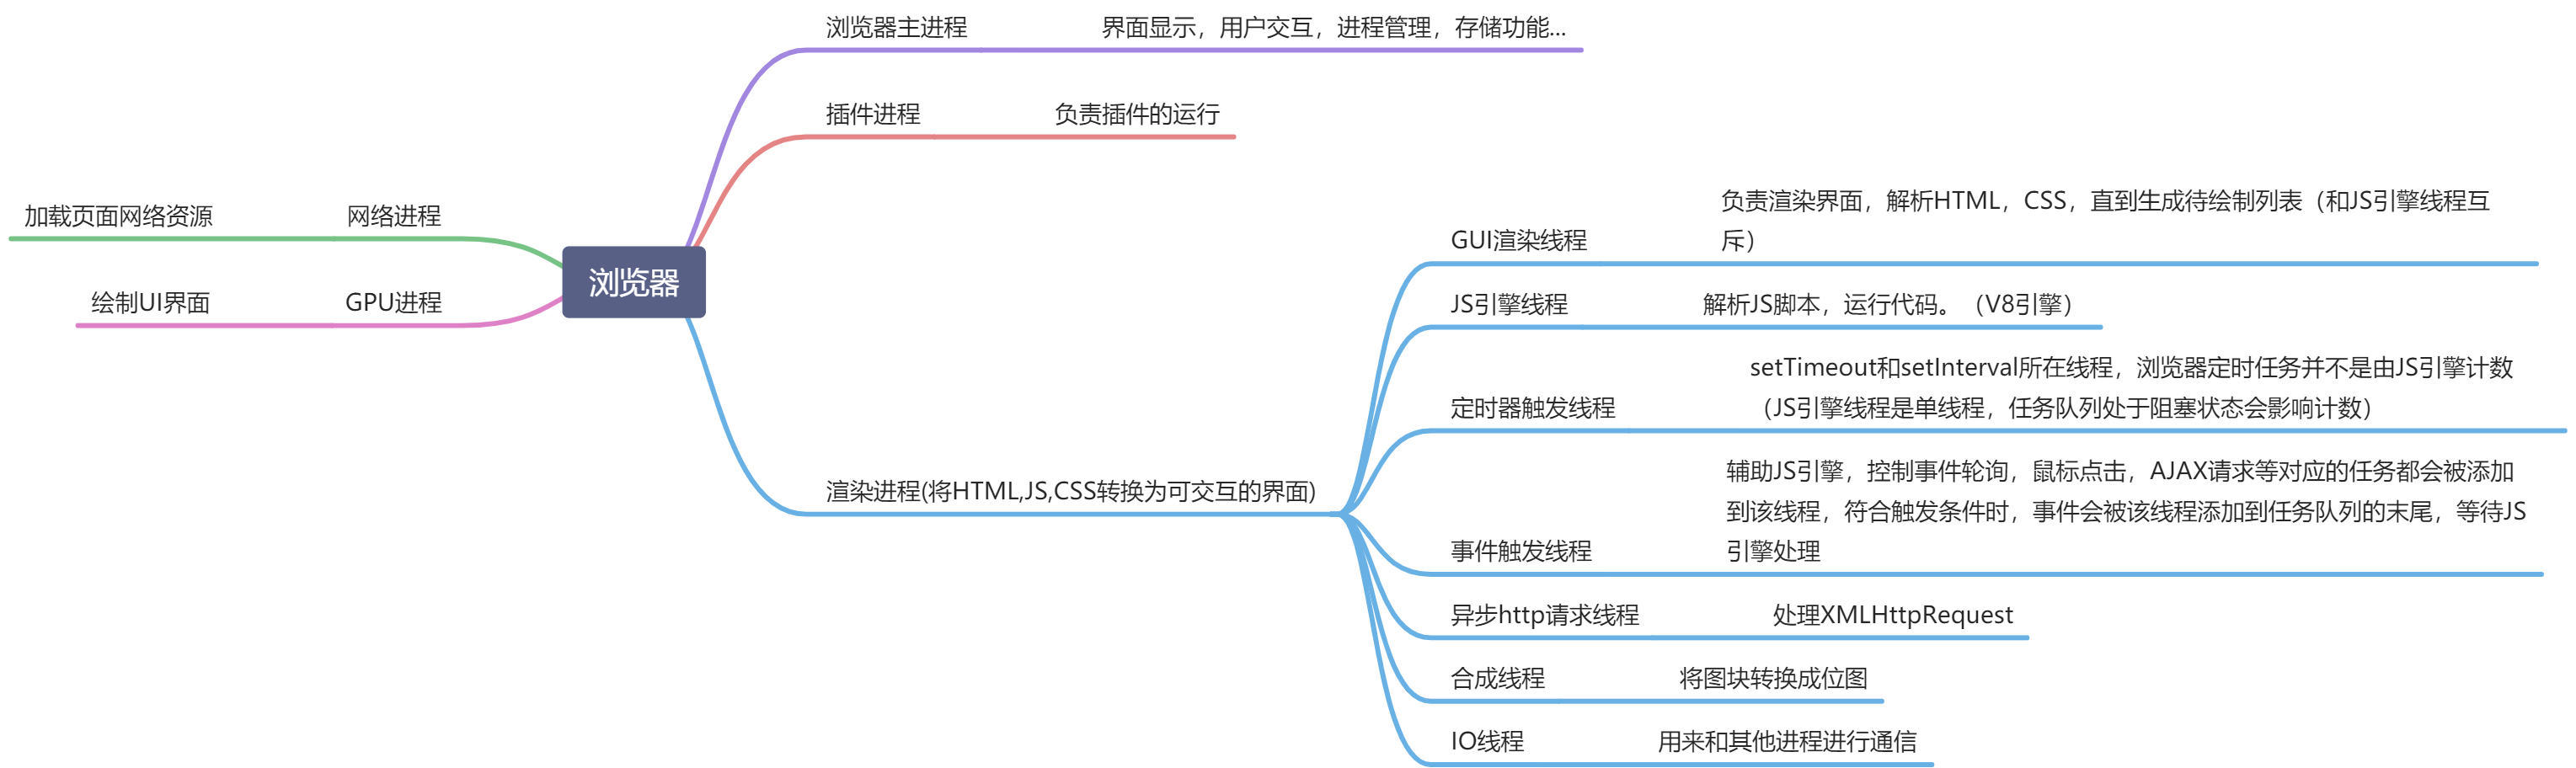 浏览器
浏览器主进程
界面显示，用户交互，进程管理，存储功能...
插件进程
负责插件的运行
网络进程
加载页面网络资源
GPU进程
绘制UI界面
渲染进程(将HTML,JS,CSS转换为可交互的界面)
GUI渲染线程
负责渲染界面，解析HTML，CSS，直到生成待绘制列表（和JS引擎线程互
斥）
JS引擎线程
解析JS脚本，运行代码。（V8引擎）
定时器触发线程
setTimeout和setInterval所在线程，浏览器定时任务并不是由JS引擎计数
（JS引擎线程是单线程，任务队列处于阻塞状态会影响计数）
事件触发线程
辅助JS引擎，控制事件轮询，鼠标点击，AJAX请求等对应的任务都会被添加
到该线程，符合触发条件时，事件会被该线程添加到任务队列的末尾，等待JS
引擎处理
异步http请求线程
处理XMLHttpRequest
合成线程
将图块转换成位图
IO线程
用来和其他进程进行通信